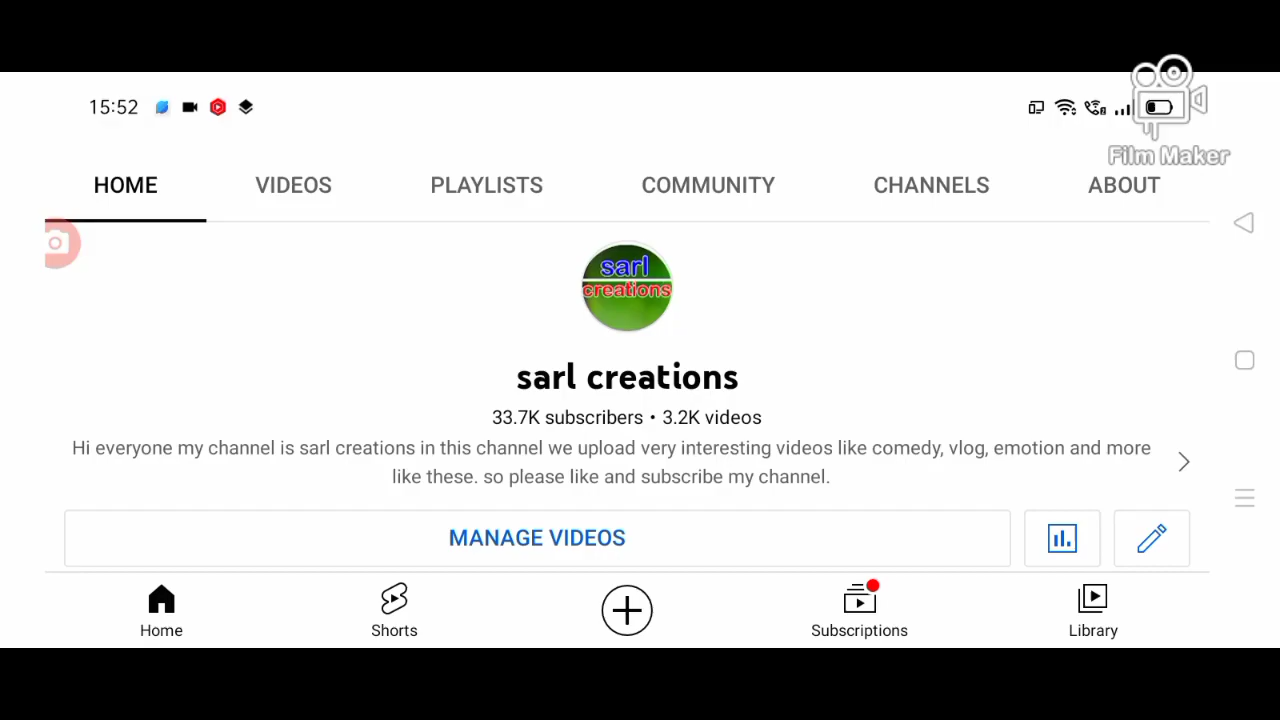 15:52
Film Maker
HOME VIDEOS PLAYLISTS COMMUNITY CHANNELS ABOUT
sarl
creations
sarl creations
33.7K subscribers • 3.2K videos
Hi everyone my channel is sarl creations in this channel we upload very interesting videos like comedy, vlog, emotion and more
like these. so please like and subscribe my channel.
MANAGE VIDEOS
Home Shorts Subscriptions Library